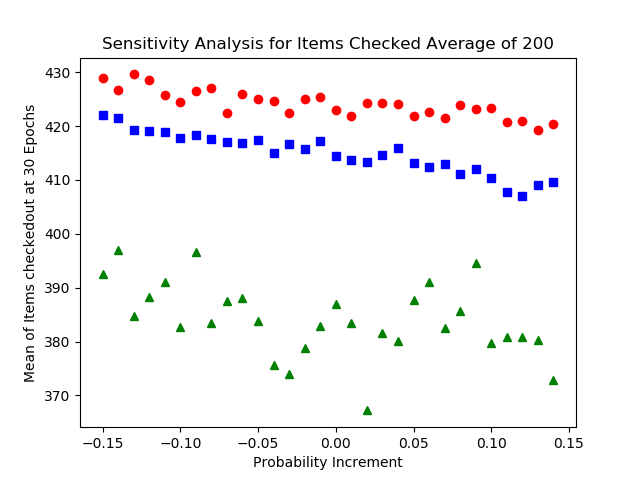 Sensitivity Analysis for Items Checked Average of 200
Mean of Items checkedout at 30 Epochs
430
420
410
400
390
380
370
−0.15 −0.10 −0.05 0.00 0.05 0.10 0.15
Probability Increment